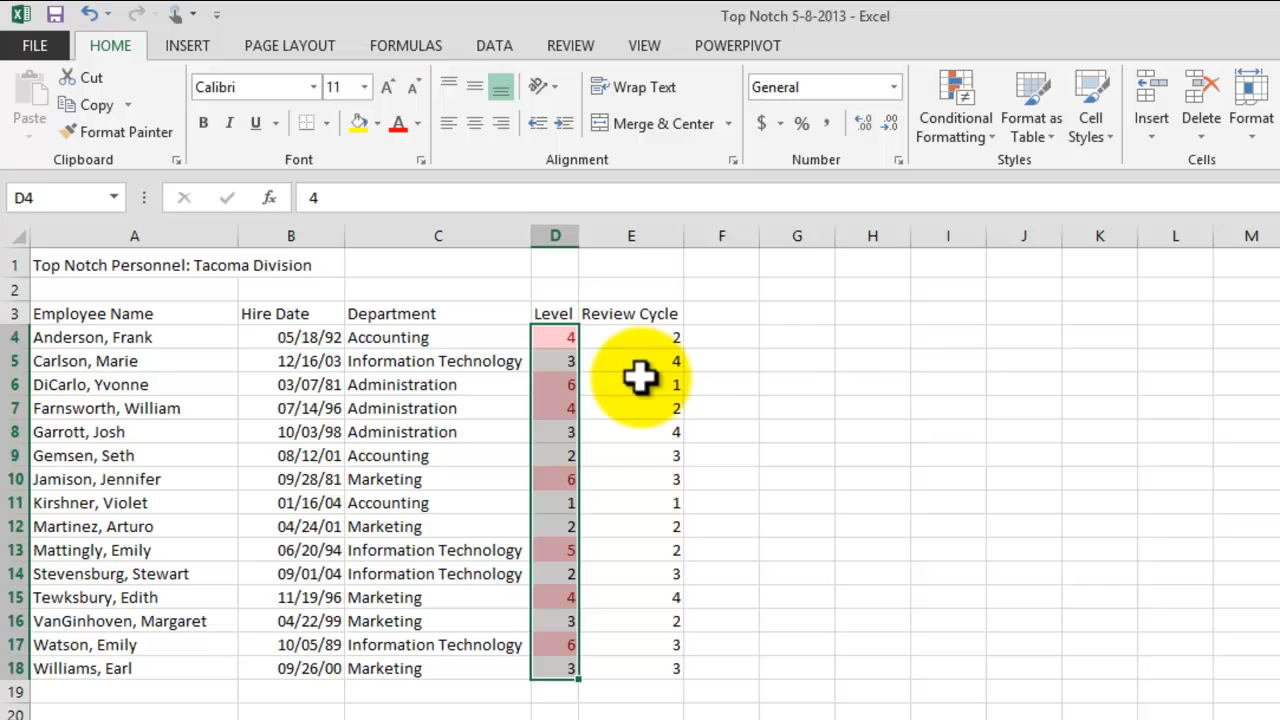 Top Notch 5-8-2013 - Excel
FILE HOME INSERT PAGE LAYOUT FORMULAS DATA REVIEW VIEW POWERPIVOT
Paste
Cut
Copy
Format Painter
Clipboard
Calibri 11
B I U
Font
Wrap Text
Merge & Center
Alignment
General
$ % ,
Number
Conditional Formatting
Format as Table
Cell Styles
Styles
Insert Delete Format
Cells
D4 fx 4
A B C D E F G H I J K L M
1 Top Notch Personnel: Tacoma Division
2
3 Employee Name Hire Date Department Level Review Cycle
4 Anderson, Frank 05/18/92 Accounting 4 2
5 Carlson, Marie 12/16/03 Information Technology 3 4
6 DiCarlo, Yvonne 03/07/81 Administration 6 1
7 Farnsworth, William 07/14/96 Administration 4 2
8 Garrott, Josh 10/03/98 Administration 3 4
9 Gemsen, Seth 08/12/01 Accounting 2 3
10 Jamison, Jennifer 09/28/81 Marketing 6 3
11 Kirshner, Violet 01/16/04 Accounting 1 1
12 Martinez, Arturo 04/24/01 Marketing 2 2
13 Mattingly, Emily 06/20/94 Information Technology 5 2
14 Stevensburg, Stewart 09/01/04 Information Technology 2 3
15 Tewksbury, Edith 11/19/96 Marketing 4 4
16 VanGinhoven, Margaret 04/22/99 Marketing 3 2
17 Watson, Emily 10/05/89 Information Technology 6 3
18 Williams, Earl 09/26/00 Marketing 3 3
19
20